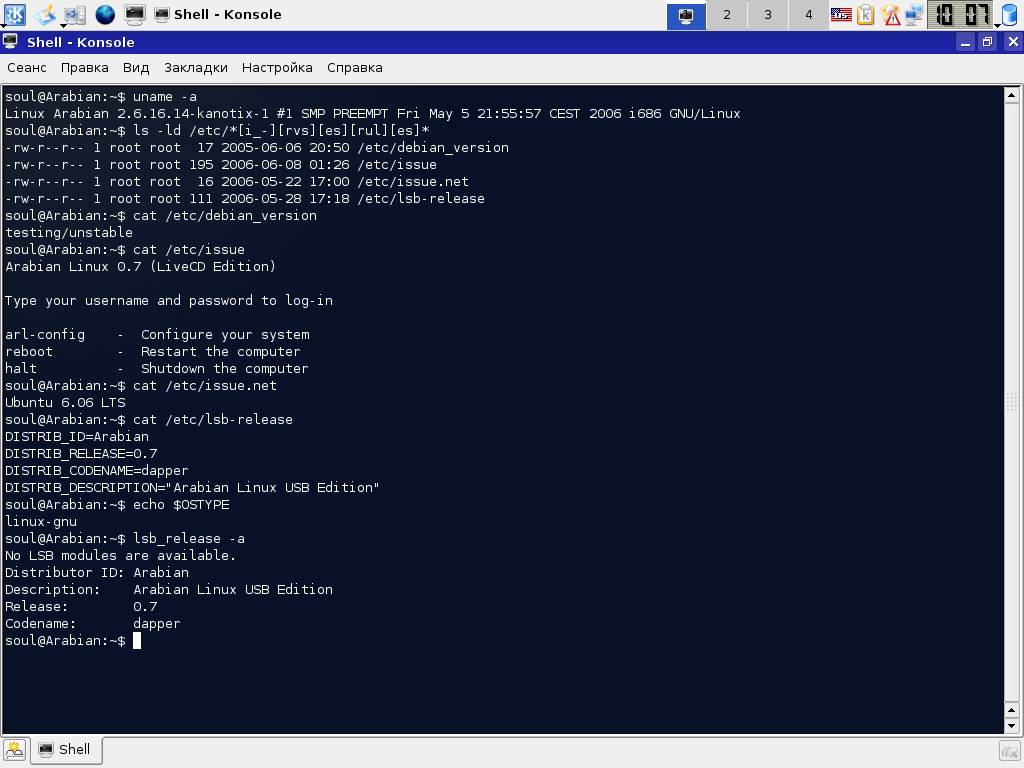 Shell - Konsole
2
3
4
us
10 07
Shell - Konsole
Сеанс Правка Вид Закладки Настройка Справка
soul@Arabian:~$ uname -a
Linux Arabian 2.6.16.14-kanotix-1 #1 SMP PREEMPT Fri May 5 21:55:57 CEST 2006 i686 GNU/Linux
soul@Arabian:~$ ls -ld /etc/*[i_-][rvs][es][rul][es]*
-rw-r--r-- 1 root root  17 2005-06-06 20:50 /etc/debian_version
-rw-r--r-- 1 root root 195 2006-06-08 01:26 /etc/issue
-rw-r--r-- 1 root root  16 2006-05-22 17:00 /etc/issue.net
-rw-r--r-- 1 root root 111 2006-05-28 17:18 /etc/lsb-release
soul@Arabian:~$ cat /etc/debian_version
testing/unstable
soul@Arabian:~$ cat /etc/issue
Arabian Linux 0.7 (LiveCD Edition)
Type your username and password to log-in
arl-config    -  Configure your system
reboot        -  Restart the computer
halt          -  Shutdown the computer
soul@Arabian:~$ cat /etc/issue.net
Ubuntu 6.06 LTS
soul@Arabian:~$ cat /etc/lsb-release
DISTRIB_ID=Arabian
DISTRIB_RELEASE=0.7
DISTRIB_CODENAME=dapper
DISTRIB_DESCRIPTION="Arabian Linux USB Edition"
soul@Arabian:~$ echo $OSTYPE
linux-gnu
soul@Arabian:~$ lsb_release -a
No LSB modules are available.
Distributor ID: Arabian
Description:    Arabian Linux USB Edition
Release:        0.7
Codename:       dapper
soul@Arabian:~$
Shell